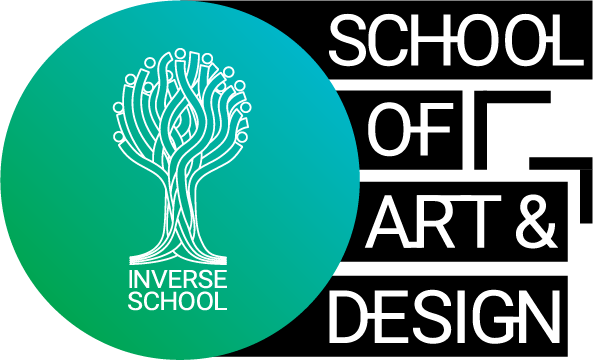 INVERSE
SCHOOL
SCHOOL
OF
ART &
DESIGN